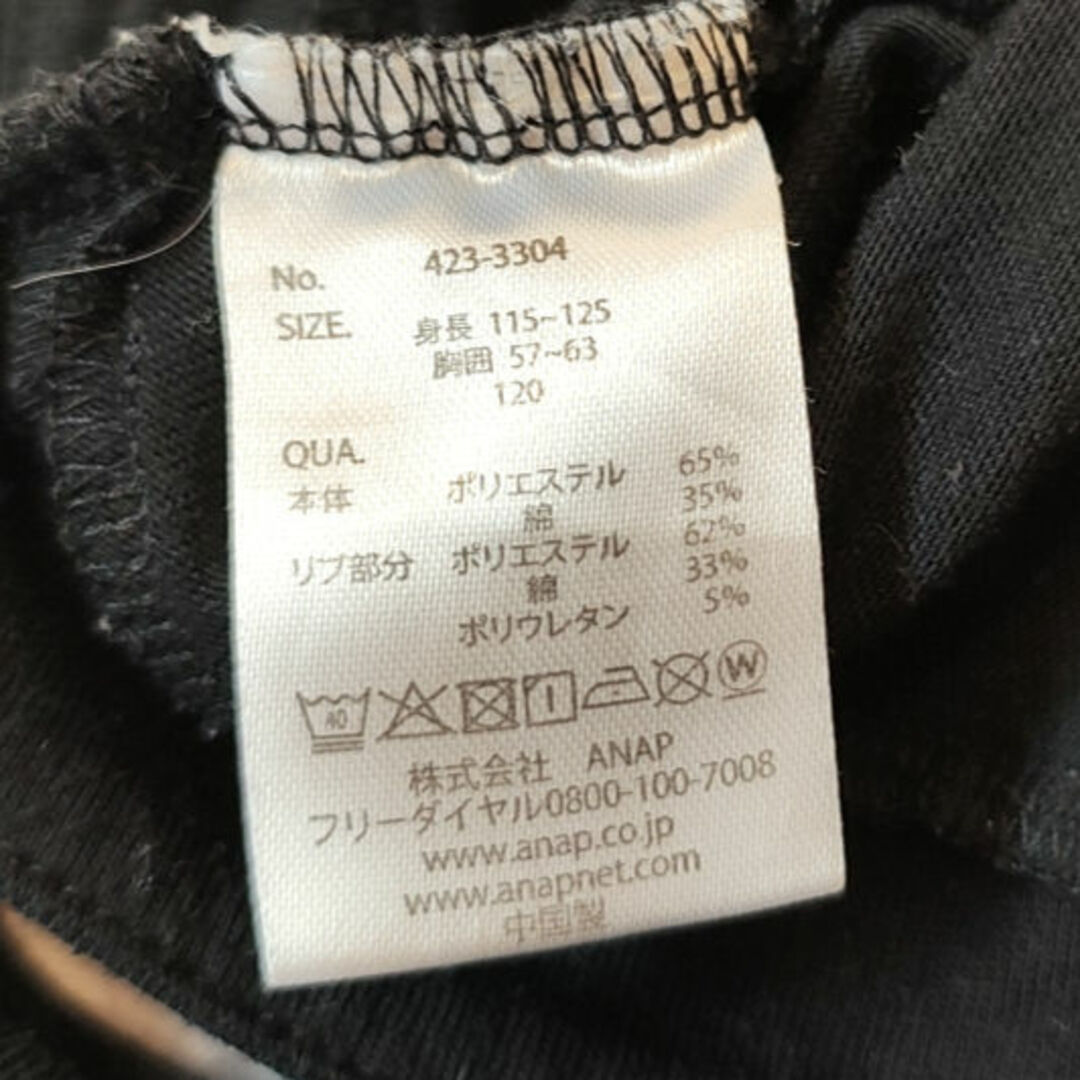 No. 423-3304
SIZE. 身長 115~125
胸囲 57~63
120
QUA.
本体 ポリエステル 65%
綿 35%
リブ部分 ポリエステル 62%
綿 33%
ポリウレタン 5%
40 W
株式会社 ANAP
フリーダイヤル0800-100-7008
www.anap.co.jp
www.anapnet.com
中国製